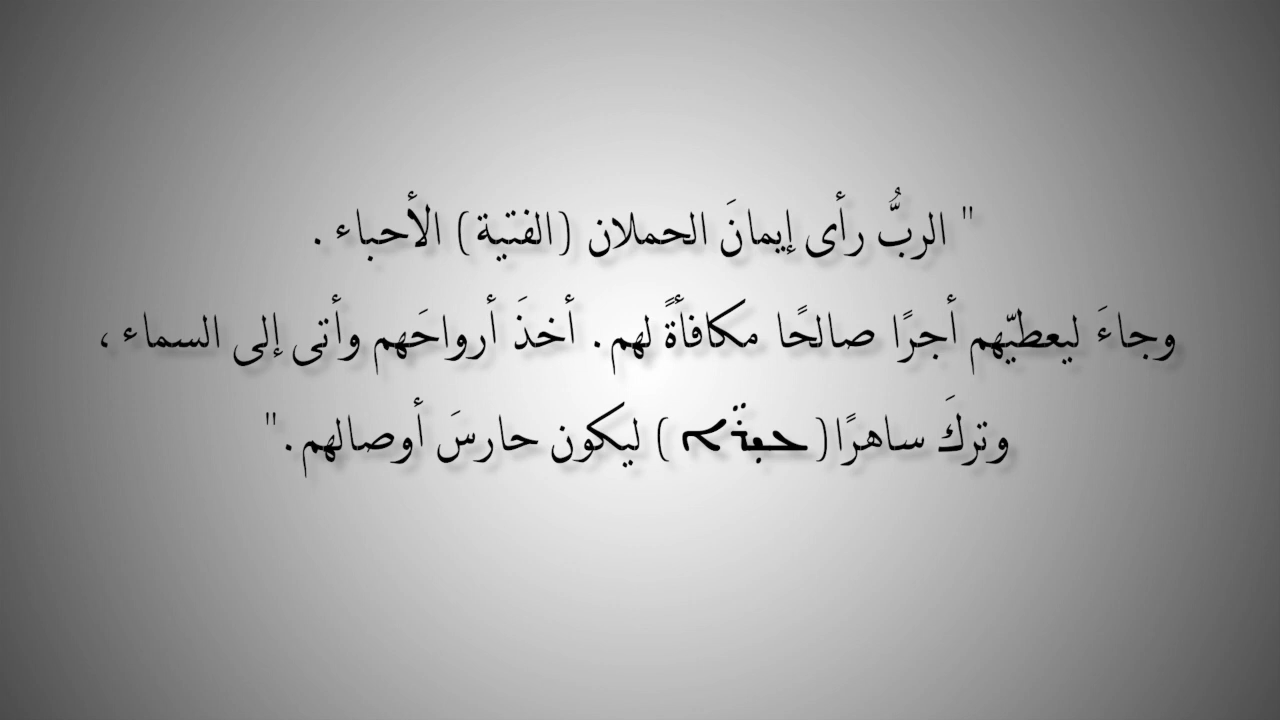 " الربُّ رأى إيمانَ الحملان (الفتية) الأحباء .
وجاءَ ليعطيّهم أجرًا صالحًا مكافأةً لهم. أخذَ أرواحَهم وأتى إلى السماء ،
وتركَ ساهرًا ( ܥܝܼܪ̈ܐ ) ليكون حارسَ أوصالهم."